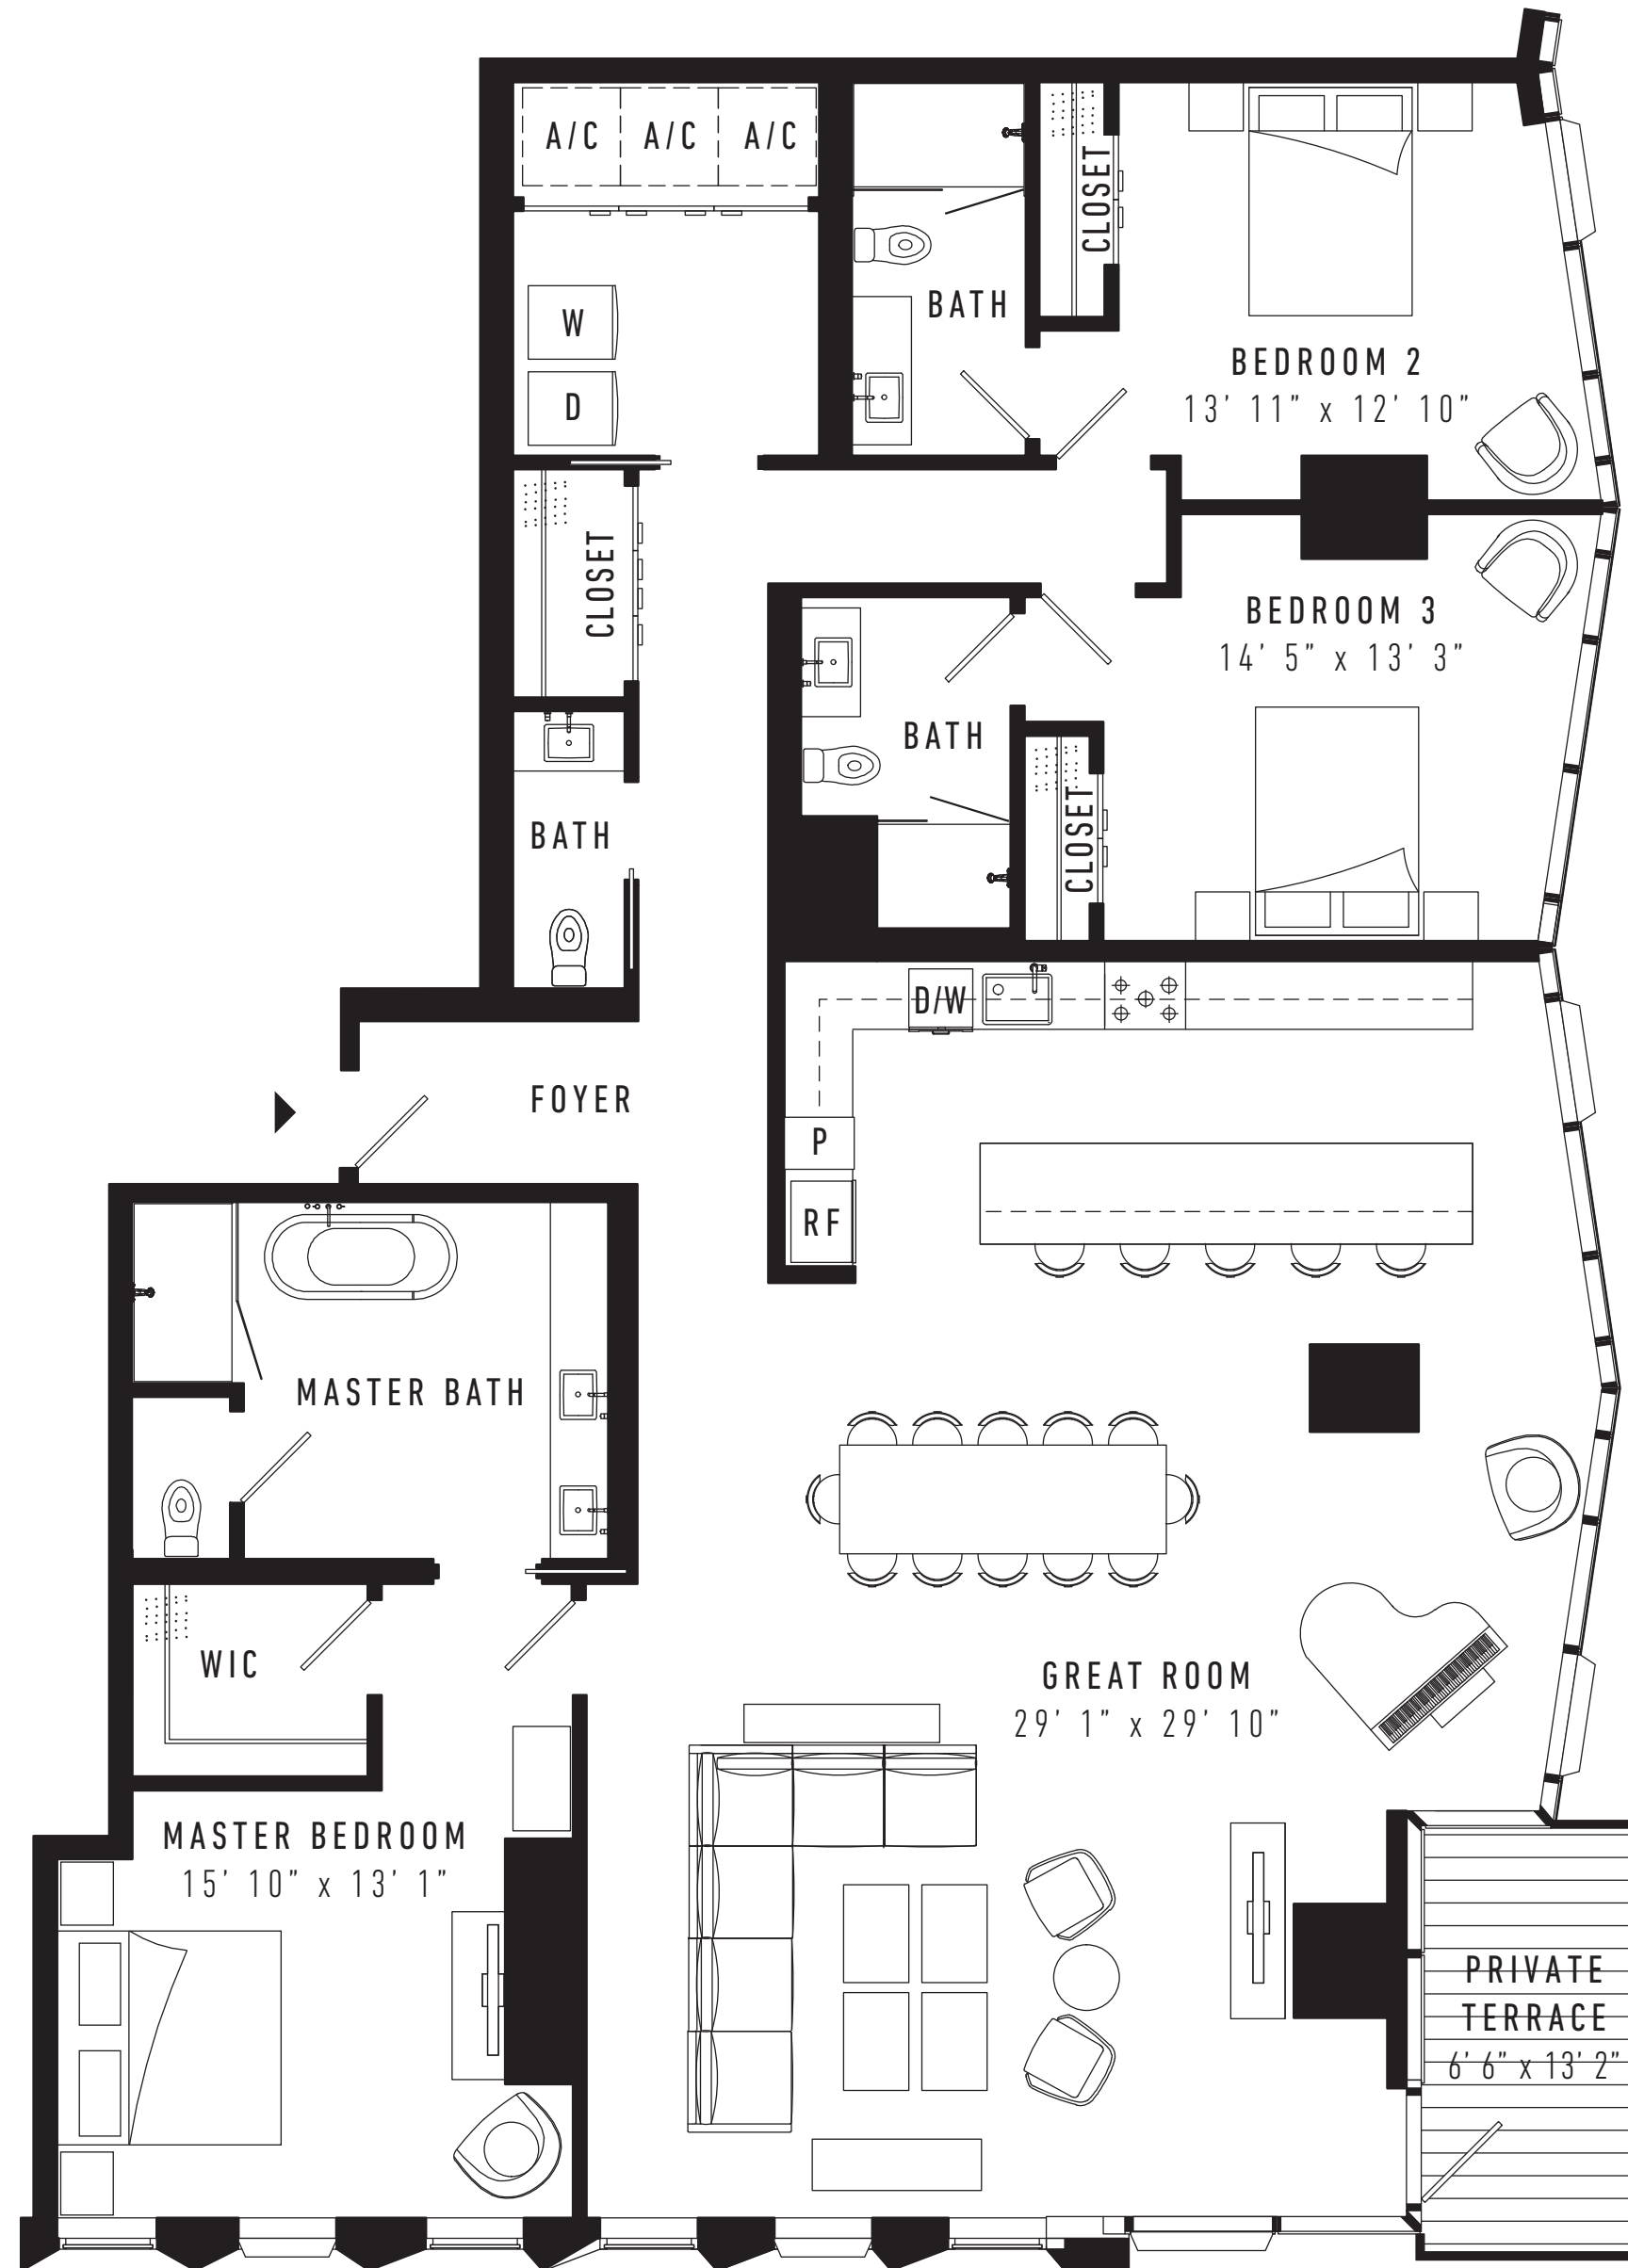 A/C A/C A/C
CLOSET
W
BATH
BEDROOM 2
13' 11" x 12' 10"
D
CLOSET
BEDROOM 3
14' 5" x 13' 3"
BATH
CLOSET
BATH
D/W
FOYER
P
RF
MASTER BATH
WIC
GREAT ROOM
29' 1" x 29' 10"
MASTER BEDROOM
15' 10" x 13' 1"
PRIVATE
TERRACE
6' 6" x 13' 2"